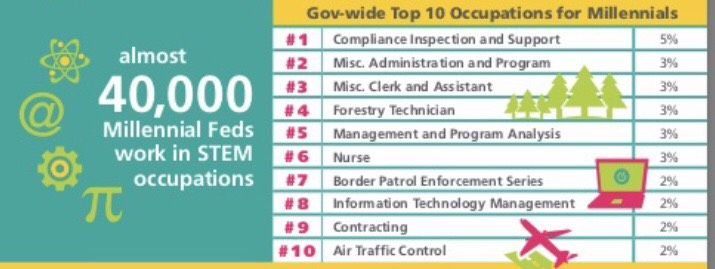 almost
40,000
Millennial Feds
work in STEM
occupations
@
π
Gov-wide Top 10 Occupations for Millennials
#1 Compliance Inspection and Support 5%
#2 Misc. Administration and Program 3%
#3 Misc. Clerk and Assistant 3%
#4 Forestry Technician 3%
#5 Management and Program Analysis 3%
#6 Nurse 3%
#7 Border Patrol Enforcement Series 2%
#8 Information Technology Management 2%
#9 Contracting 2%
#10 Air Traffic Control 2%